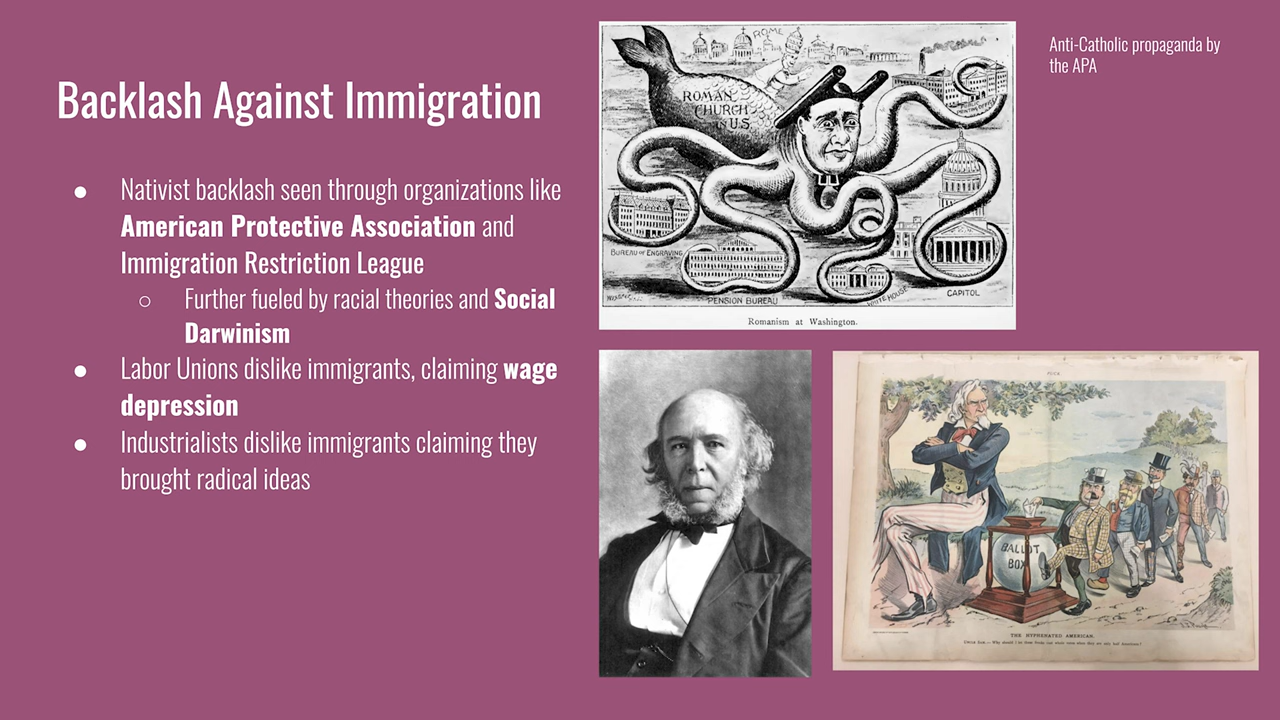 Backlash Against Immigration
● Nativist backlash seen through organizations like
American Protective Association and
Immigration Restriction League
○ Further fueled by racial theories and Social
Darwinism
● Labor Unions dislike immigrants, claiming wage
depression
● Industrialists dislike immigrants claiming they
brought radical ideas
ROME
ROMAN
CHURCH
U.S.
BUREAU OF ENGRAVING
PENSION BUREAU
WHITE HOUSE
CAPITOL
Romanism at Washington.
Anti-Catholic propaganda by
the APA
PUCK
BALLOT
BOX
THE HYPHENATED AMERICAN.